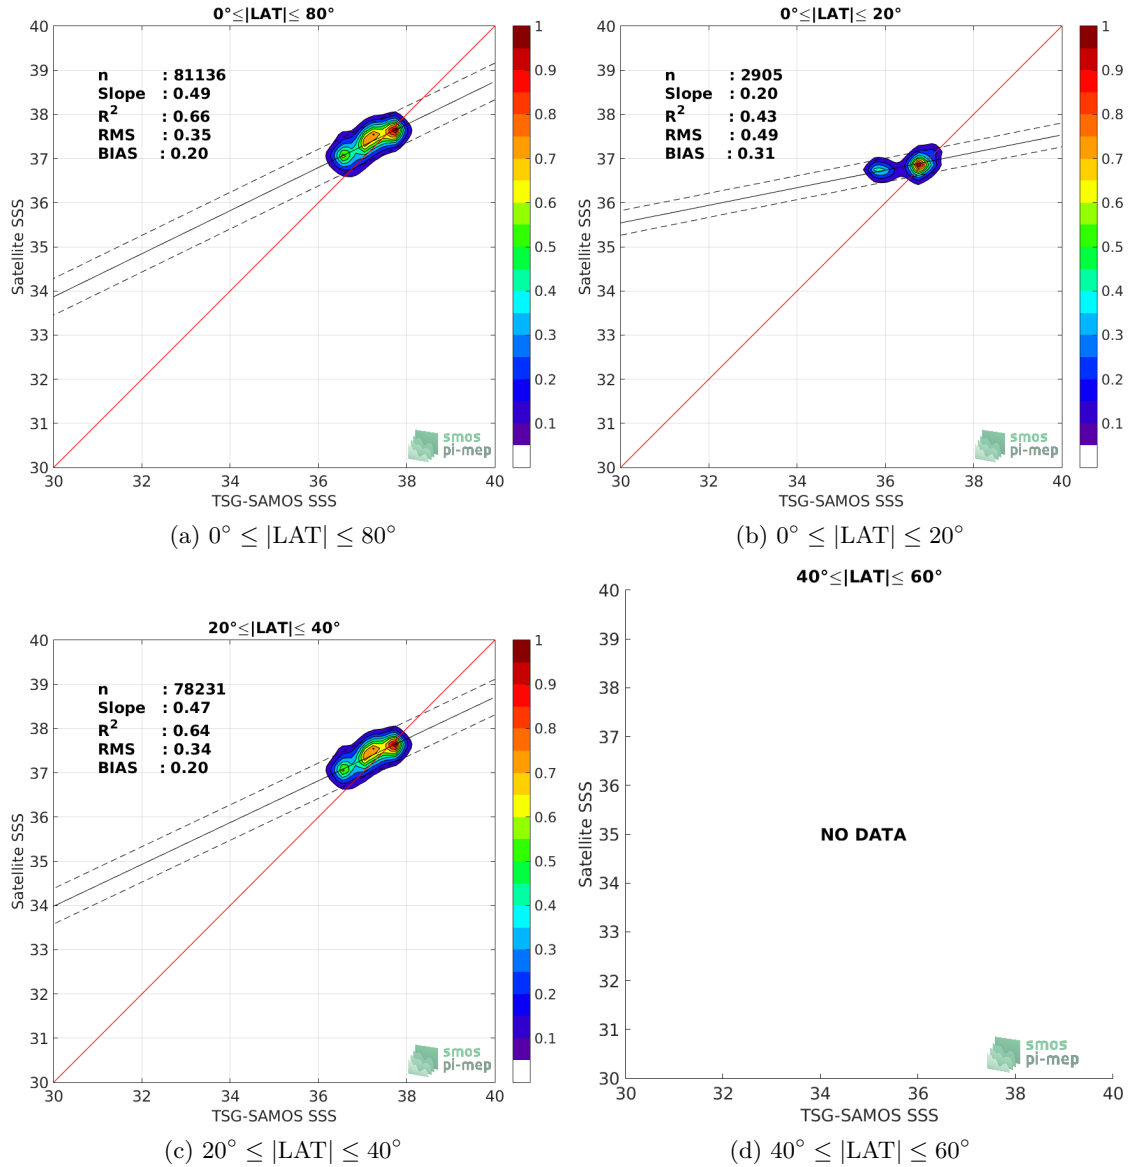 0°≤|LAT|≤ 80°
40
39
38
37
36
35
34
33
32
31
30
Satellite SSS
n : 81136
Slope : 0.49
R² : 0.66
RMS : 0.35
BIAS : 0.20
smos
pi-mep
30 32 34 36 38 40
TSG-SAMOS SSS
1
0.9
0.8
0.7
0.6
0.5
0.4
0.3
0.2
0.1
(a) 0° ≤ |LAT| ≤ 80°
0°≤|LAT|≤ 20°
40
39
38
37
36
35
34
33
32
31
30
Satellite SSS
n : 2905
Slope : 0.20
R² : 0.43
RMS : 0.49
BIAS : 0.31
smos
pi-mep
30 32 34 36 38 40
TSG-SAMOS SSS
1
0.9
0.8
0.7
0.6
0.5
0.4
0.3
0.2
0.1
(b) 0° ≤ |LAT| ≤ 20°
20°≤|LAT|≤ 40°
40
39
38
37
36
35
34
33
32
31
30
Satellite SSS
n : 78231
Slope : 0.47
R² : 0.64
RMS : 0.34
BIAS : 0.20
smos
pi-mep
30 32 34 36 38 40
TSG-SAMOS SSS
1
0.9
0.8
0.7
0.6
0.5
0.4
0.3
0.2
0.1
(c) 20° ≤ |LAT| ≤ 40°
40°≤|LAT|≤ 60°
40
39
38
37
36
35
34
33
32
31
30
Satellite SSS
NO DATA
smos
pi-mep
30 32 34 36 38 40
TSG-SAMOS SSS
(d) 40° ≤ |LAT| ≤ 60°